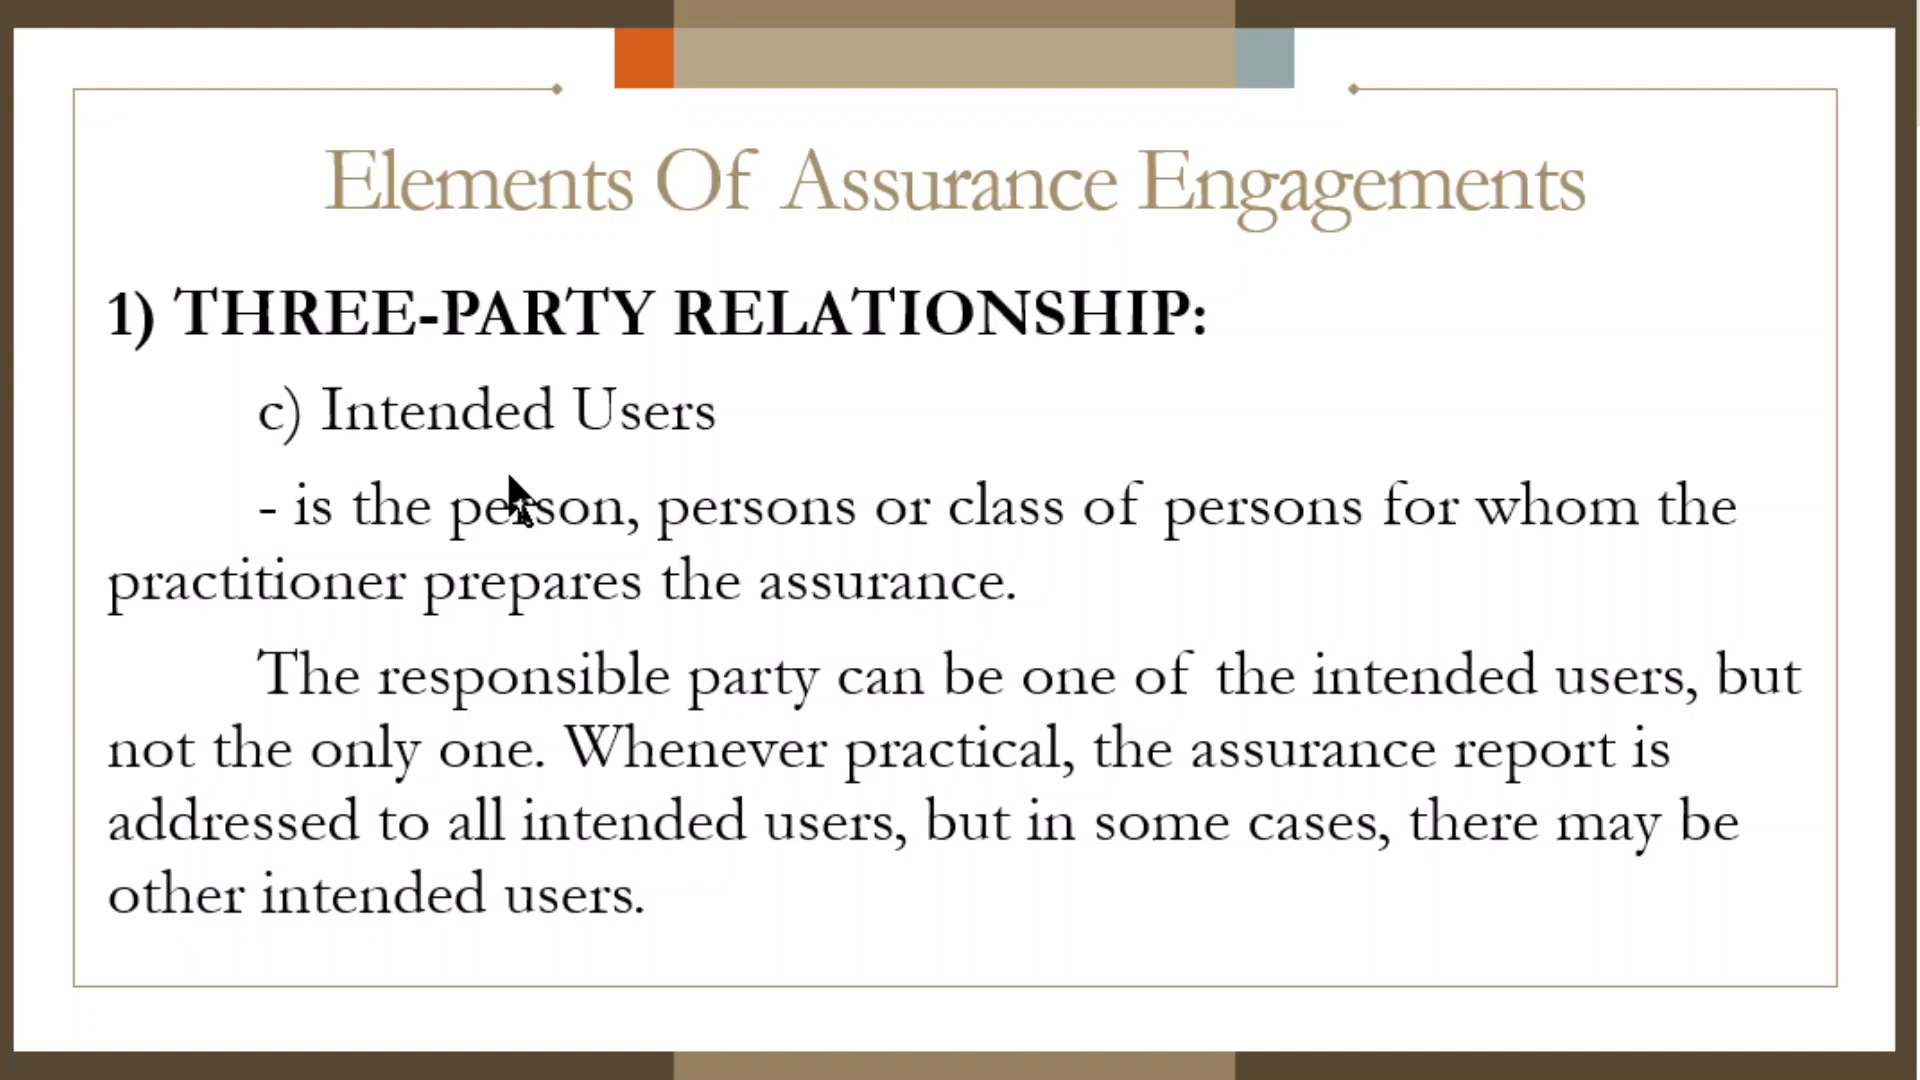 Elements Of Assurance Engagements
1) THREE-PARTY RELATIONSHIP:
c) Intended Users
- is the person, persons or class of persons for whom the
practitioner prepares the assurance.
The responsible party can be one of the intended users, but
not the only one. Whenever practical, the assurance report is
addressed to all intended users, but in some cases, there may be
other intended users.